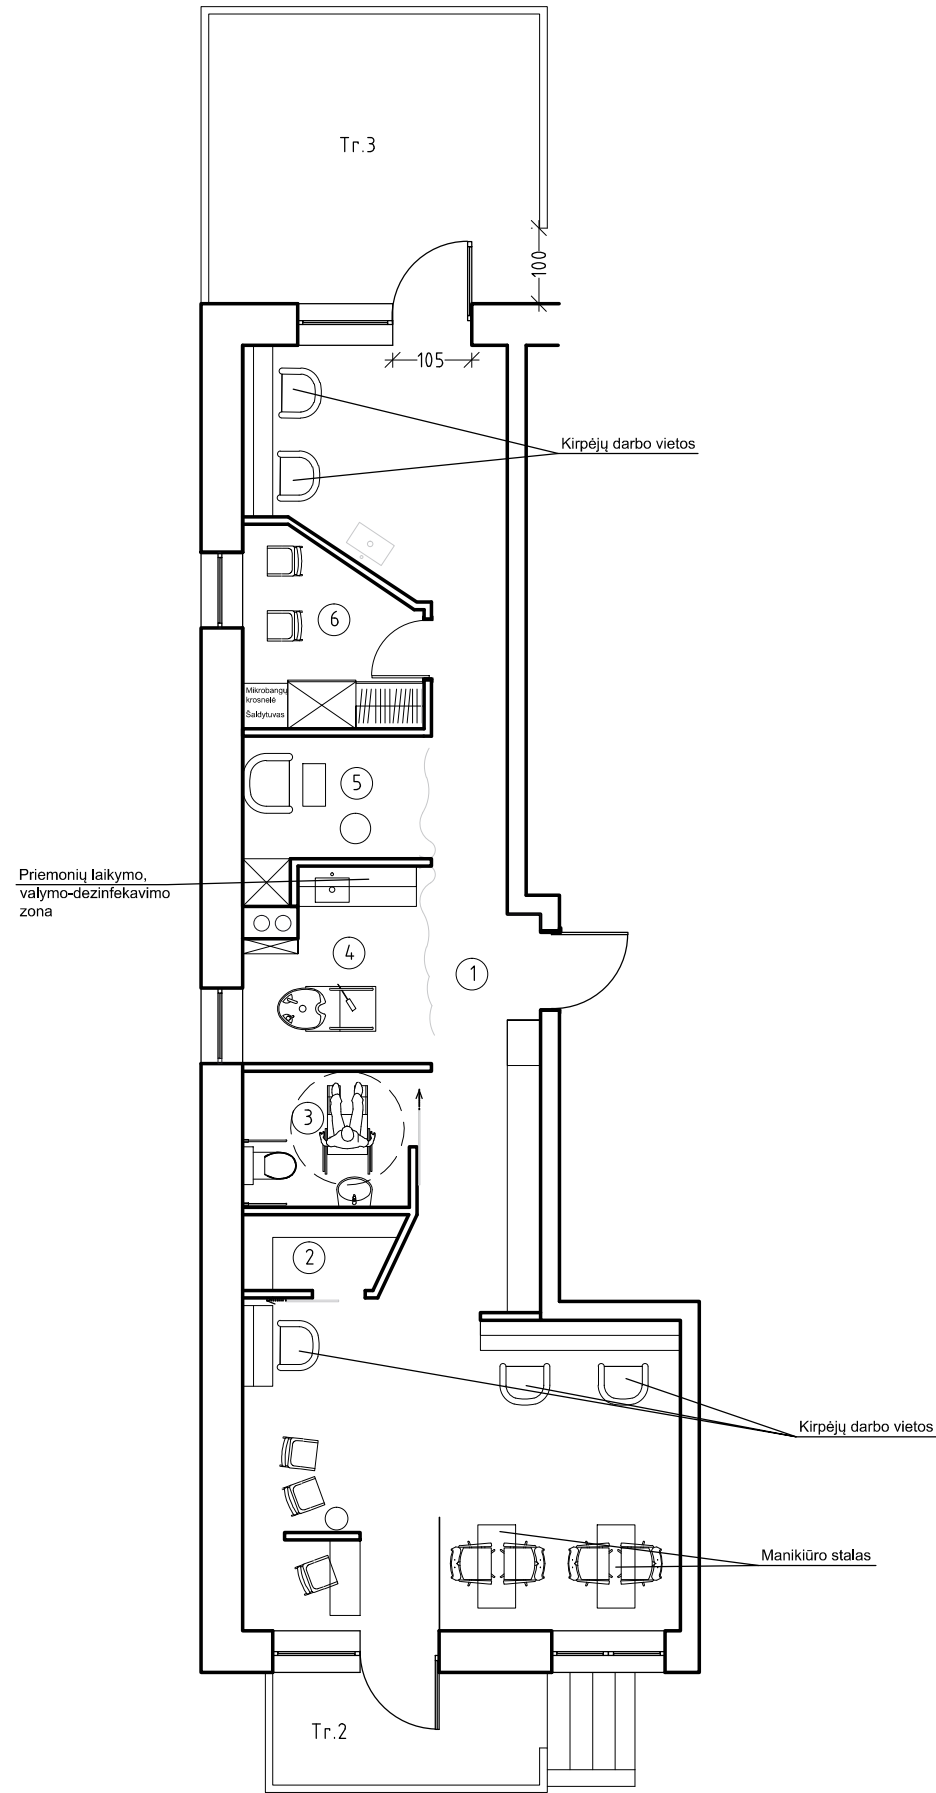 Tr.3
100
105
Kirpėjų darbo vietos
6
Mikrobangų
krosnelė
Šaldytuvas
5
Priemonių laikymo,
valymo-dezinfekavimo
zona
4
1
3
2
Kirpėjų darbo vietos
Manikiūro stalas
Tr.2